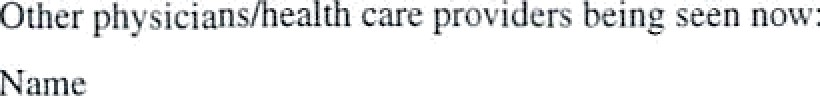 Other physicians/health care providers being seen now:
Name